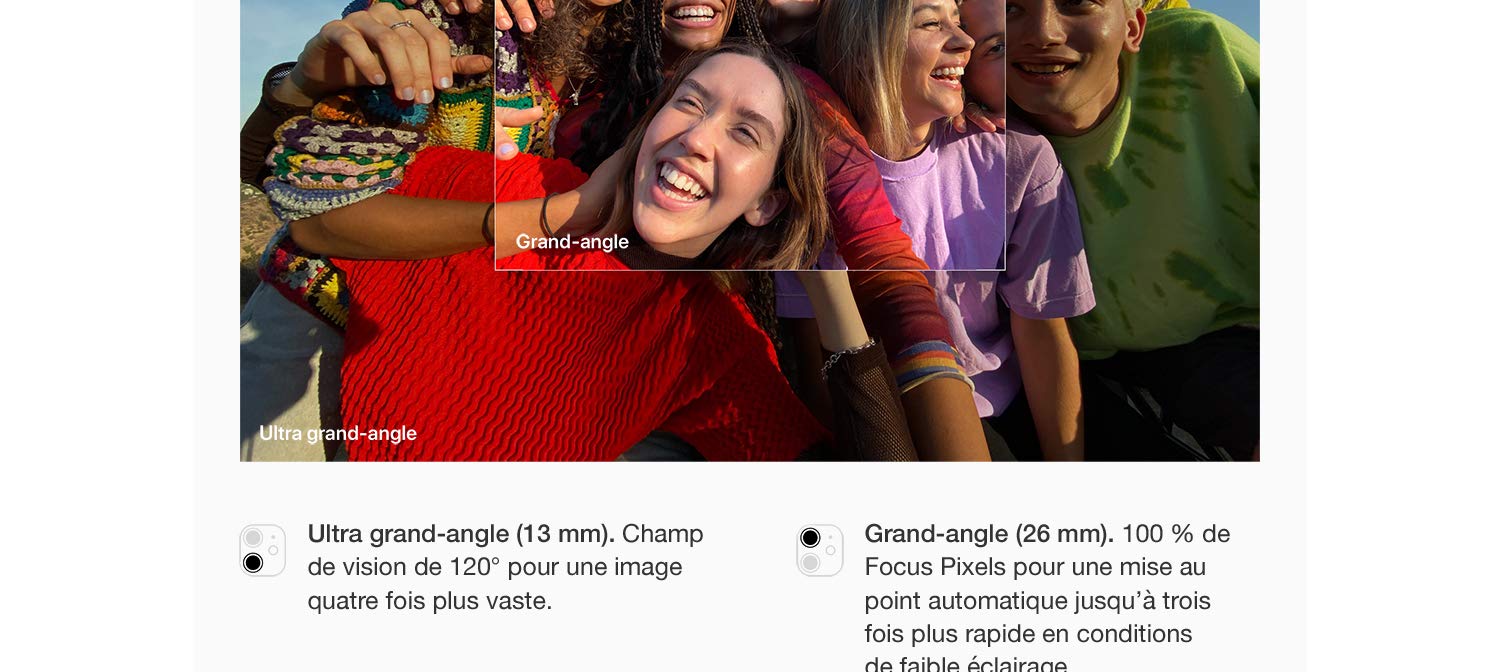 Grand-angle
Ultra grand-angle
Ultra grand-angle (13 mm). Champ
de vision de 120° pour une image
quatre fois plus vaste.
Grand-angle (26 mm). 100 % de
Focus Pixels pour une mise au
point automatique jusqu’à trois
fois plus rapide en conditions
de faible éclairage.